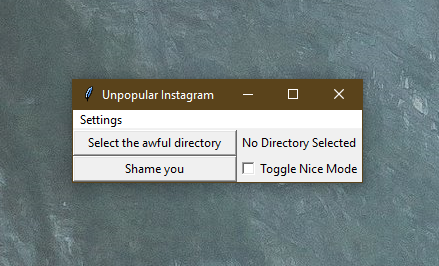 Unpopular Instagram
Settings
Select the awful directory
No Directory Selected
Shame you
Toggle Nice Mode